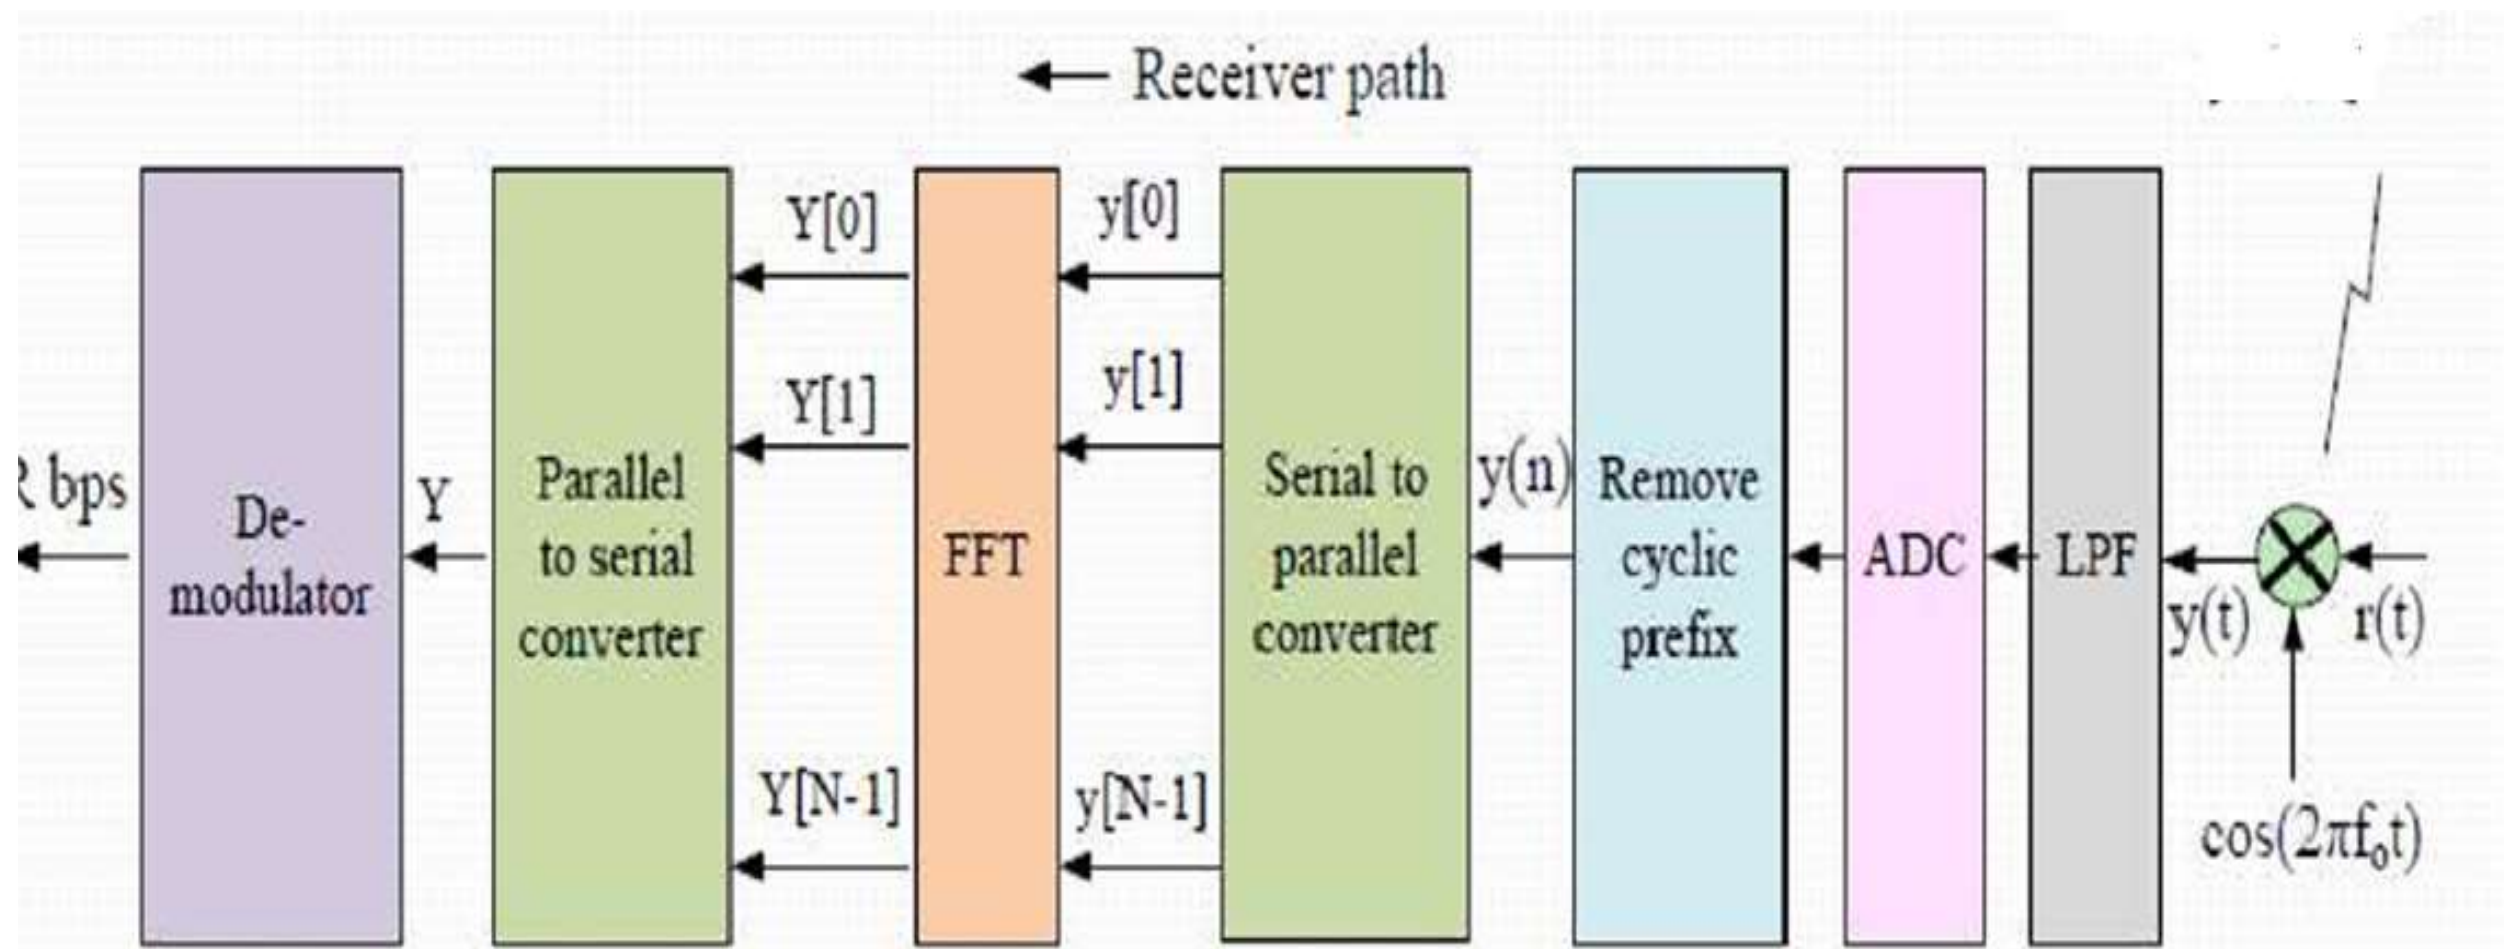 Receiver path
bps
De-
modulator
Y
Parallel
to serial
converter
Y[0]
Y[1]
Y[N-1]
FFT
y[0]
y[1]
y[N-1]
Serial to
parallel
converter
y(n)
Remove
cyclic
prefix
ADC
LPF
y(t)
r(t)
cos(2πf₀t)